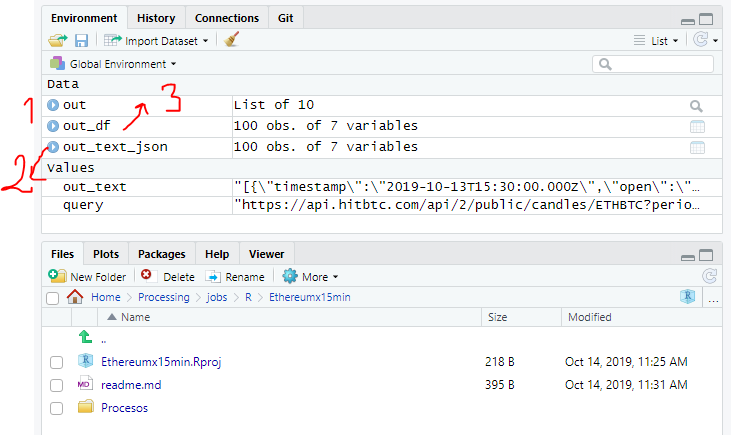 Environment History Connections Git
Import Dataset List
Global Environment
Data
1 out List of 10
3
out_df 100 obs. of 7 variables
out_text_json 100 obs. of 7 variables
2 Values
out_text "[{\"timestamp\":\"2019-10-13T15:30:00.000Z\",\"open\":\"…
query "https://api.hitbtc.com/api/2/public/candles/ETHBTC?perio…
Files Plots Packages Help Viewer
New Folder Delete Rename More
Home Processing jobs R Ethereumx15min R ...
Name Size Modified
..
R Ethereumx15min.Rproj 218 B Oct 14, 2019, 11:25 AM
MD readme.md 395 B Oct 14, 2019, 11:31 AM
Procesos